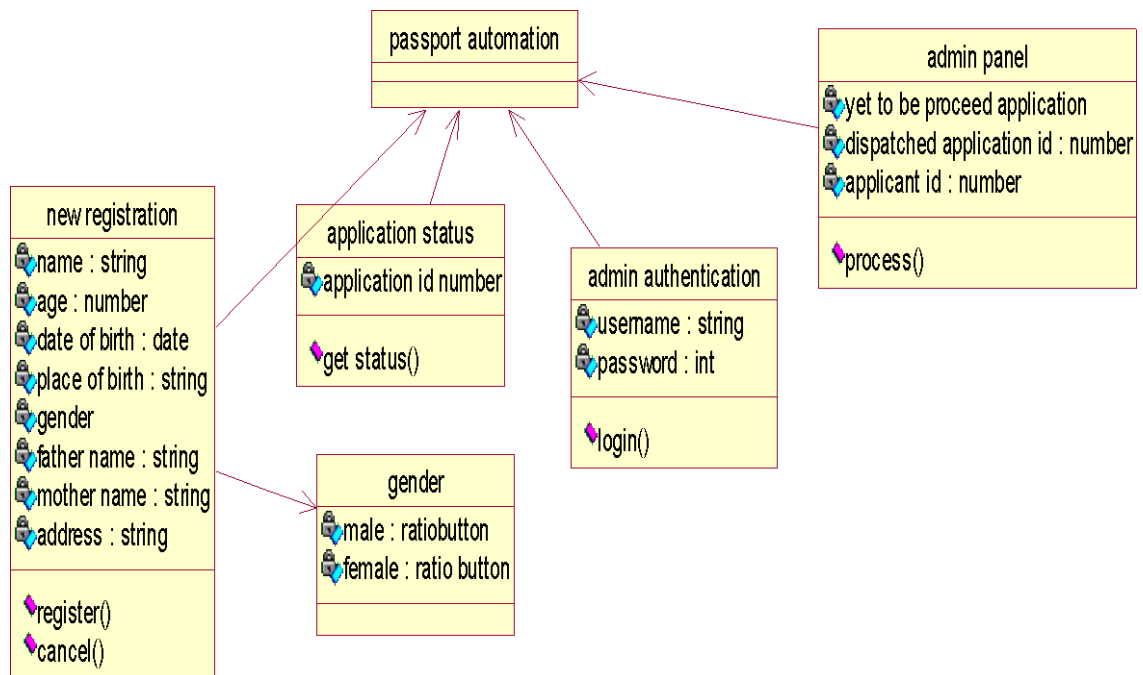 passport automation
admin panel
yet to be proceed application
dispatched application id : number
applicant id : number
process()
new registration
name : string
age : number
date of birth : date
place of birth : string
gender
father name : string
mother name : string
address : string
register()
cancel()
application status
application id number
get status()
admin authentication
username : string
password : int
login()
gender
male : ratiobutton
female : ratio button